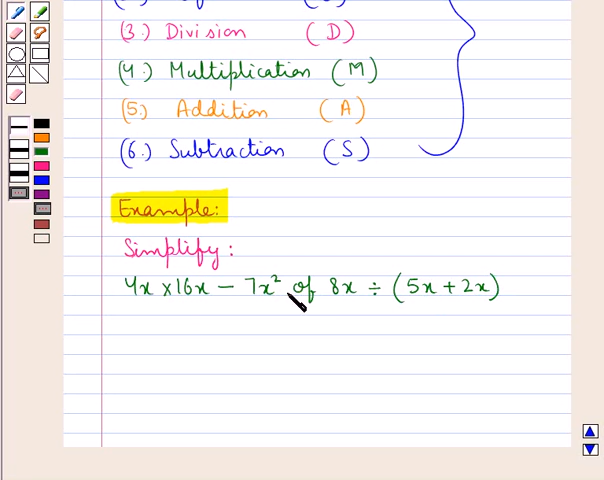 (3.) Division (D)
(4.) Multiplication (M)
(5.) Addition (A)
(6.) Subtraction (S)
Example:
Simplify:
4x × 16x − 7x² of 8x ÷ (5x + 2x)